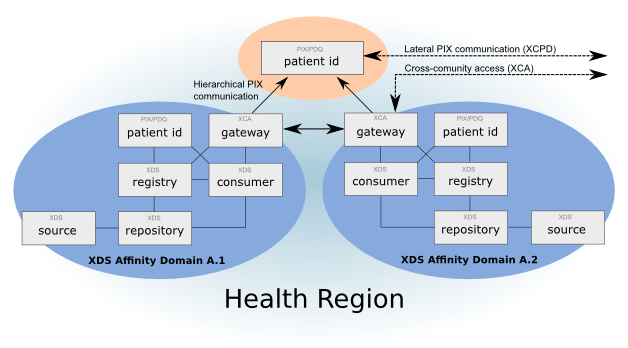 PIX/PDQ
patient id
Lateral PIX communication (XCPD)
Cross-comunity access (XCA)
Hierarchical PIX
communication
PIX/PDQ
patient id
XCA
gateway
XDS
registry
XDS
consumer
XDS
source
XDS
repository
XDS Affinity Domain A.1
XCA
gateway
PIX/PDQ
patient id
XDS
consumer
XDS
registry
XDS
repository
XDS
source
XDS Affinity Domain A.2
Health Region